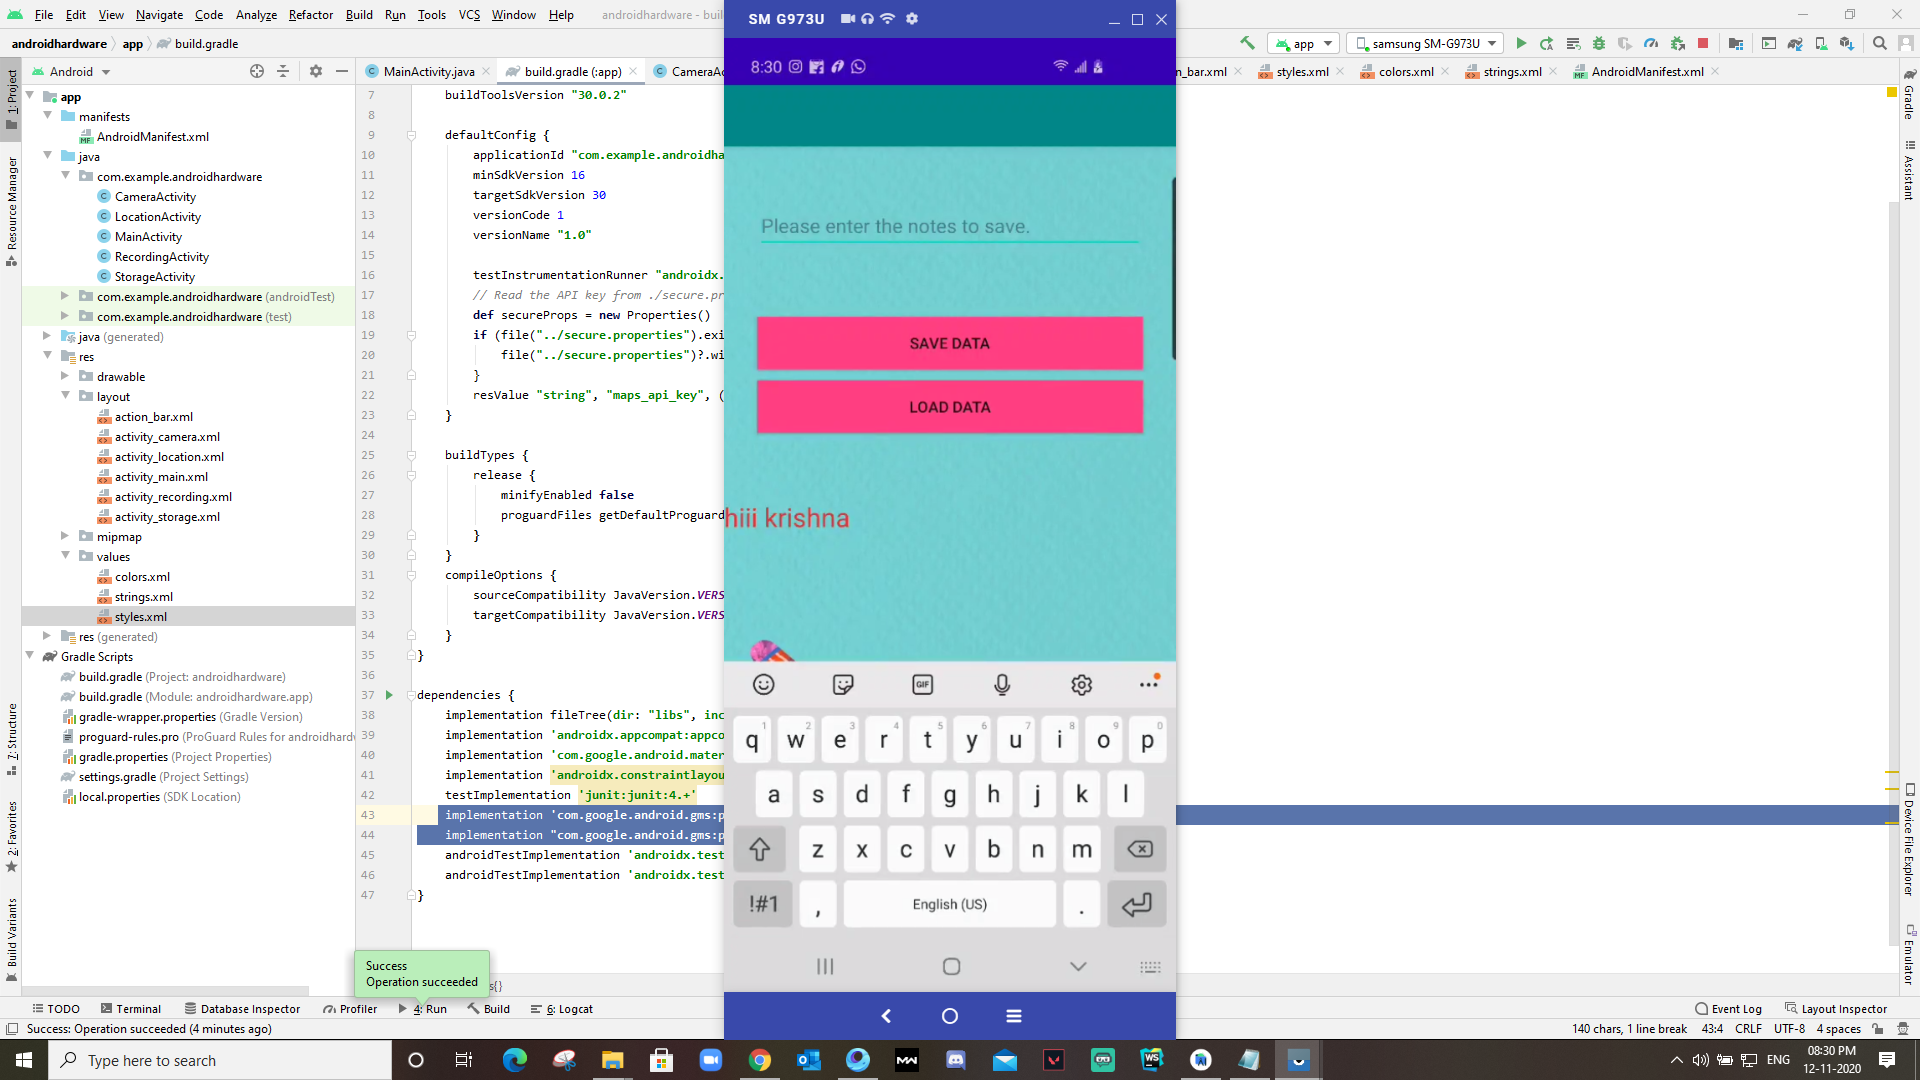 File Edit View Navigate Code Analyze Refactor Build Run Tools VCS Window Help androidhardware - buil
androidhardware app build.gradle
app samsung SM-G973U
Android
MainActivity.java build.gradle (:app) CameraAc n_bar.xml styles.xml colors.xml strings.xml AndroidManifest.xml
1: Project
Resource Manager
7: Structure
2: Favorites
Build Variants
app
manifests
AndroidManifest.xml
java
com.example.androidhardware
CameraActivity
LocationActivity
MainActivity
RecordingActivity
StorageActivity
com.example.androidhardware (androidTest)
com.example.androidhardware (test)
java (generated)
res
drawable
layout
action_bar.xml
activity_camera.xml
activity_location.xml
activity_main.xml
activity_recording.xml
activity_storage.xml
mipmap
values
colors.xml
strings.xml
styles.xml
res (generated)
Gradle Scripts
build.gradle (Project: androidhardware)
build.gradle (Module: androidhardware.app)
gradle-wrapper.properties (Gradle Version)
proguard-rules.pro (ProGuard Rules for androidhard
gradle.properties (Project Properties)
settings.gradle (Project Settings)
local.properties (SDK Location)
7 buildToolsVersion "30.0.2"
8
9 defaultConfig {
10 applicationId "com.example.androidha
11 minSdkVersion 16
12 targetSdkVersion 30
13 versionCode 1
14 versionName "1.0"
15
16 testInstrumentationRunner "androidx.
17 // Read the API key from ./secure.pr
18 def secureProps = new Properties()
19 if (file("../secure.properties").exi
20 file("../secure.properties")?.wi
21 }
22 resValue "string", "maps_api_key", (
23 }
24
25 buildTypes {
26 release {
27 minifyEnabled false
28 proguardFiles getDefaultProguard
29 }
30 }
31 compileOptions {
32 sourceCompatibility JavaVersion.VERS
33 targetCompatibility JavaVersion.VERS
34 }
35 }
36
37 dependencies {
38 implementation fileTree(dir: "libs", inc
39 implementation 'androidx.appcompat:appco
40 implementation 'com.google.android.mater
41 implementation 'androidx.constraintlayou
42 testImplementation 'junit:junit:4.+'
43 implementation 'com.google.android.gms:p
44 implementation "com.google.android.gms:p
45 androidTestImplementation 'androidx.test
46 androidTestImplementation 'androidx.test
47 }
s{}
SM G973U
8:30
Please enter the notes to save.
SAVE DATA
LOAD DATA
hiii krishna
GIF
q1 w2 e3 r4 t5 y6 u7 i8 o9 p0
a s d f g h j k l
z x c v b n m
!#1 , English (US) .
Gradle
Assistant
Device File Explorer
Emulator
Success
Operation succeeded
TODO Terminal Database Inspector Profiler 4: Run Build 6: Logcat Event Log Layout Inspector
Success: Operation succeeded (4 minutes ago) 140 chars, 1 line break 43:4 CRLF UTF-8 4 spaces
Type here to search
WS
ENG
08:30 PM
12-11-2020